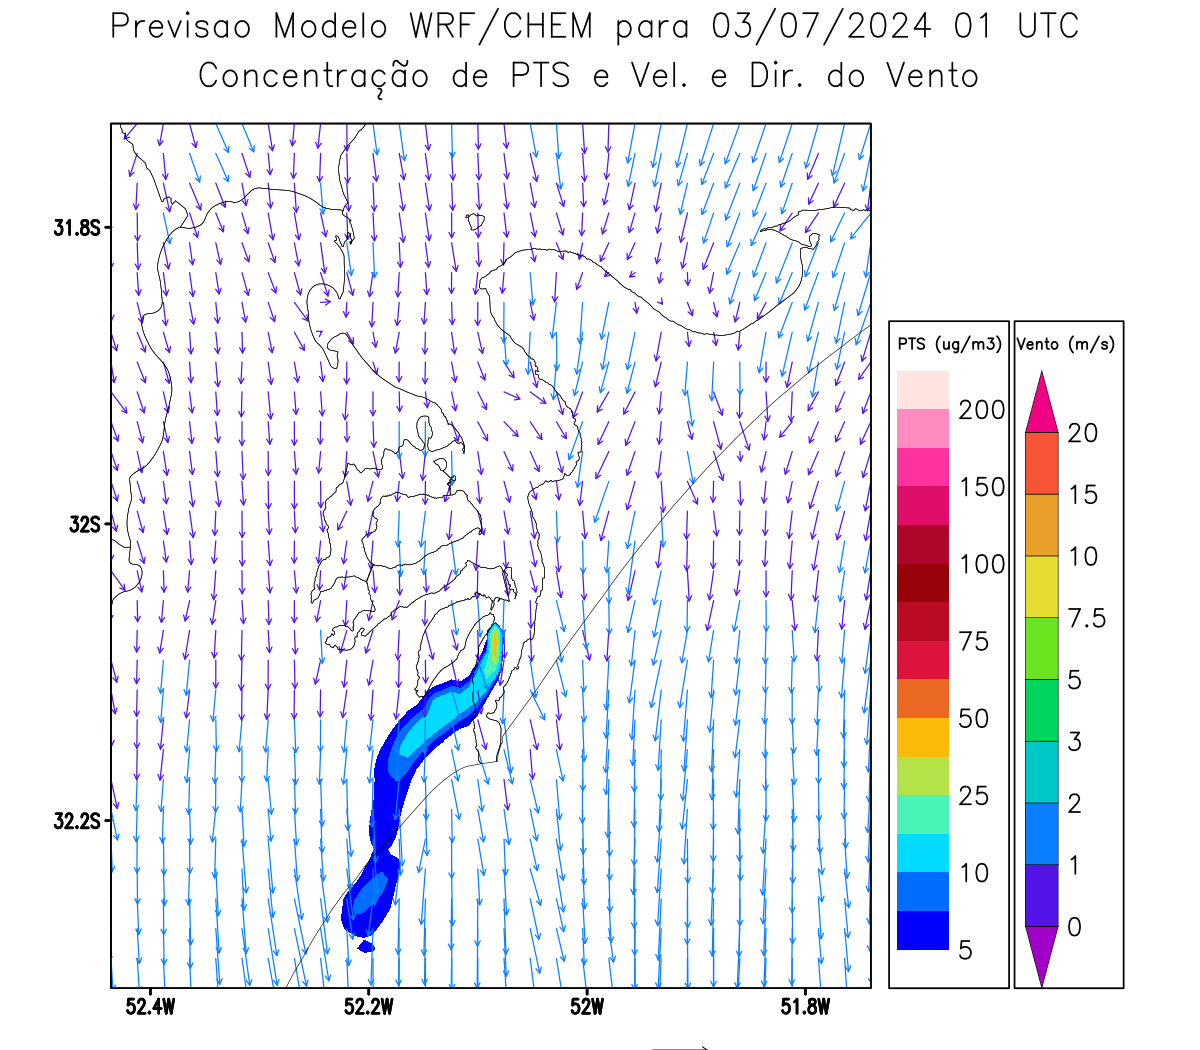 Previsao Modelo WRF/CHEM para 03/07/2024 01 UTC
Concentração de PTS e Vel. e Dir. do Vento
31.8S
32S
32.2S
52.4W
52.2W
52W
51.8W
PTS (ug/m3)
200
150
100
75
50
25
10
5
Vento (m/s)
20
15
10
7.5
5
3
2
1
0